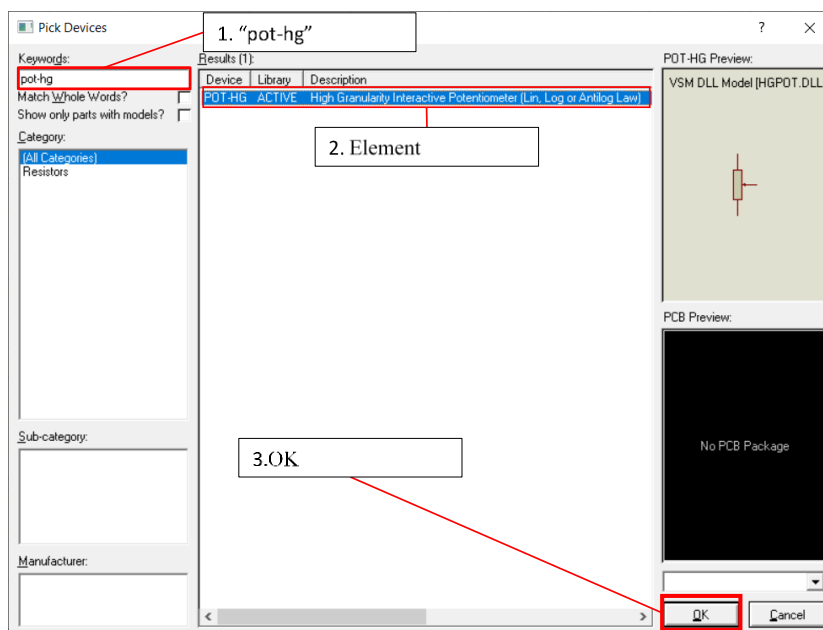 Pick Devices
?
1. "pot-hg"
Keywords:
pot-hg
Match Whole Words?
Show only parts with models?
Category:
(All Categories)
Resistors
Sub-category:
Manufacturer:
Results (1):
Device Library Description
POT-HG ACTIVE High Granularity Interactive Potentiometer (Lin, Log or Antilog Law)
2. Element
3.OK
POT-HG Preview:
VSM DLL Model [HGPOT.DLL
PCB Preview:
No PCB Package
OK
Cancel